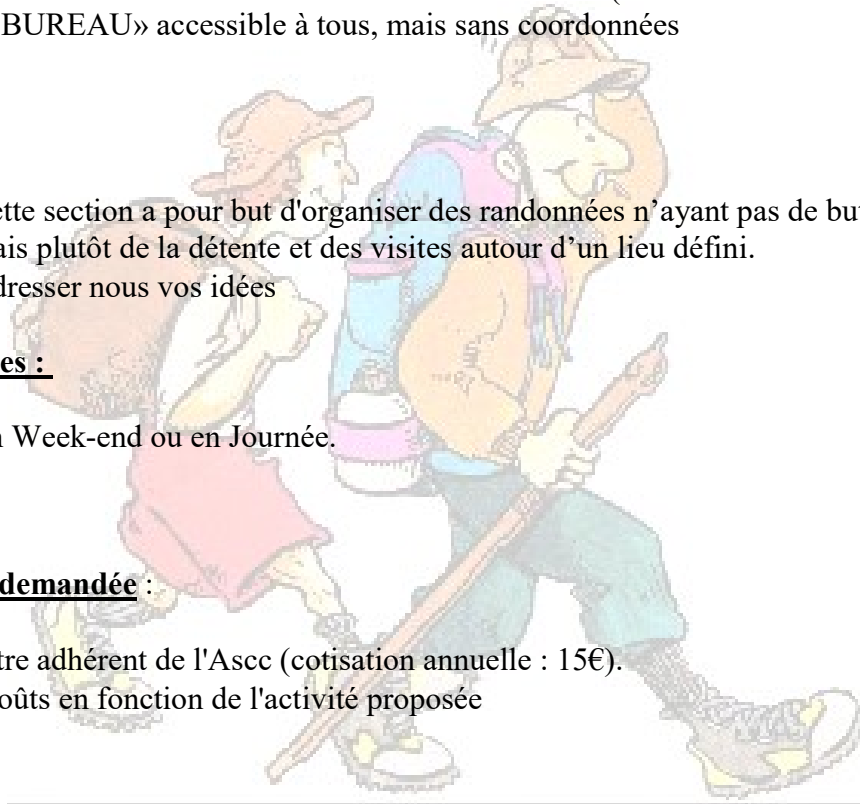 BUREAU» accessible à tous, mais sans coordonnées
ette section a pour but d'organiser des randonnées n’ayant pas de bu
ais plutôt de la détente et des visites autour d’un lieu défini.
dresser nous vos idées
es :
n Week-end ou en Journée.
demandée :
tre adhérent de l'Ascc (cotisation annuelle : 15€).
oûts en fonction de l'activité proposée